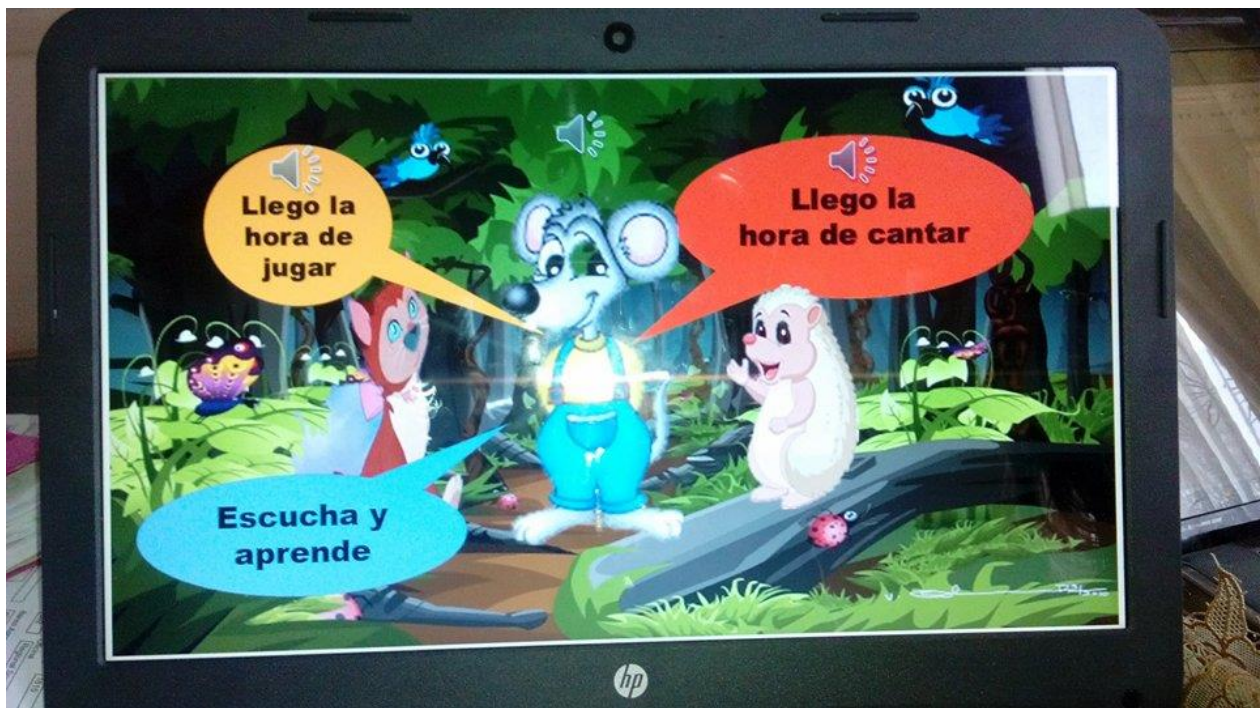 Llego la
hora de
jugar
Llego la
hora de cantar
Escucha y
aprende
hp